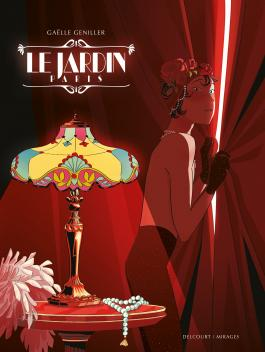 GAËLLE GENILLER
LE JARDIN
PARIS
DELCOURT | MIRAGES